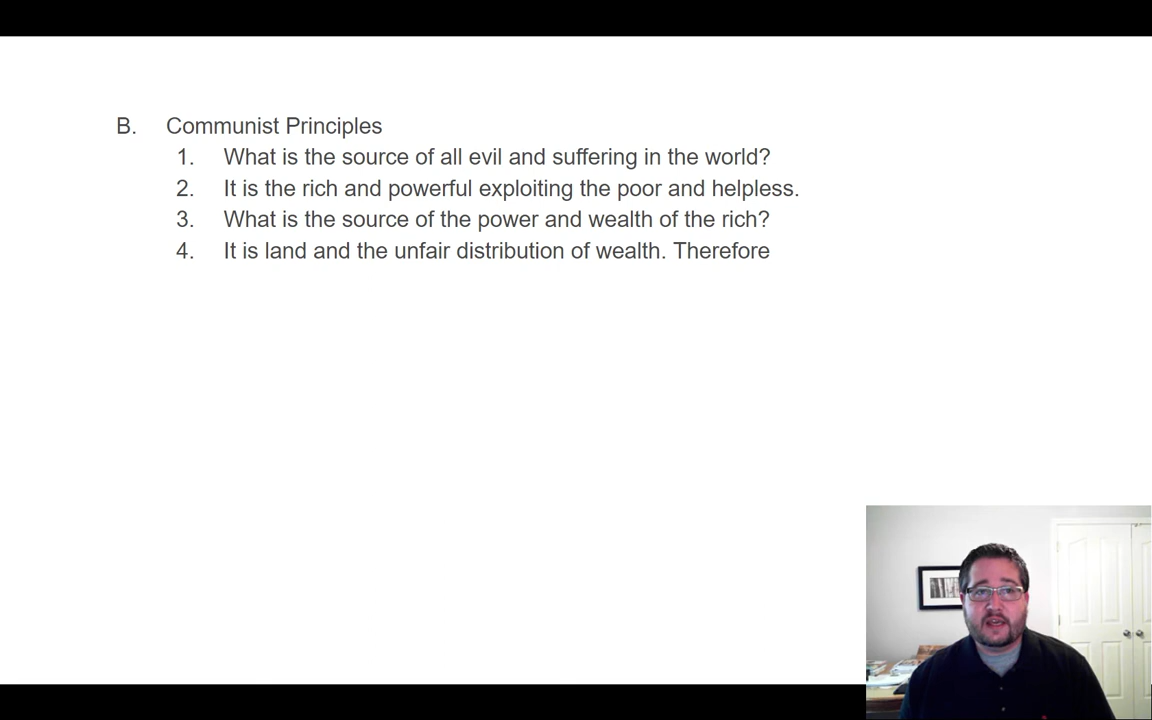 B. Communist Principles
1. What is the source of all evil and suffering in the world?
2. It is the rich and powerful exploiting the poor and helpless.
3. What is the source of the power and wealth of the rich?
4. It is land and the unfair distribution of wealth. Therefore